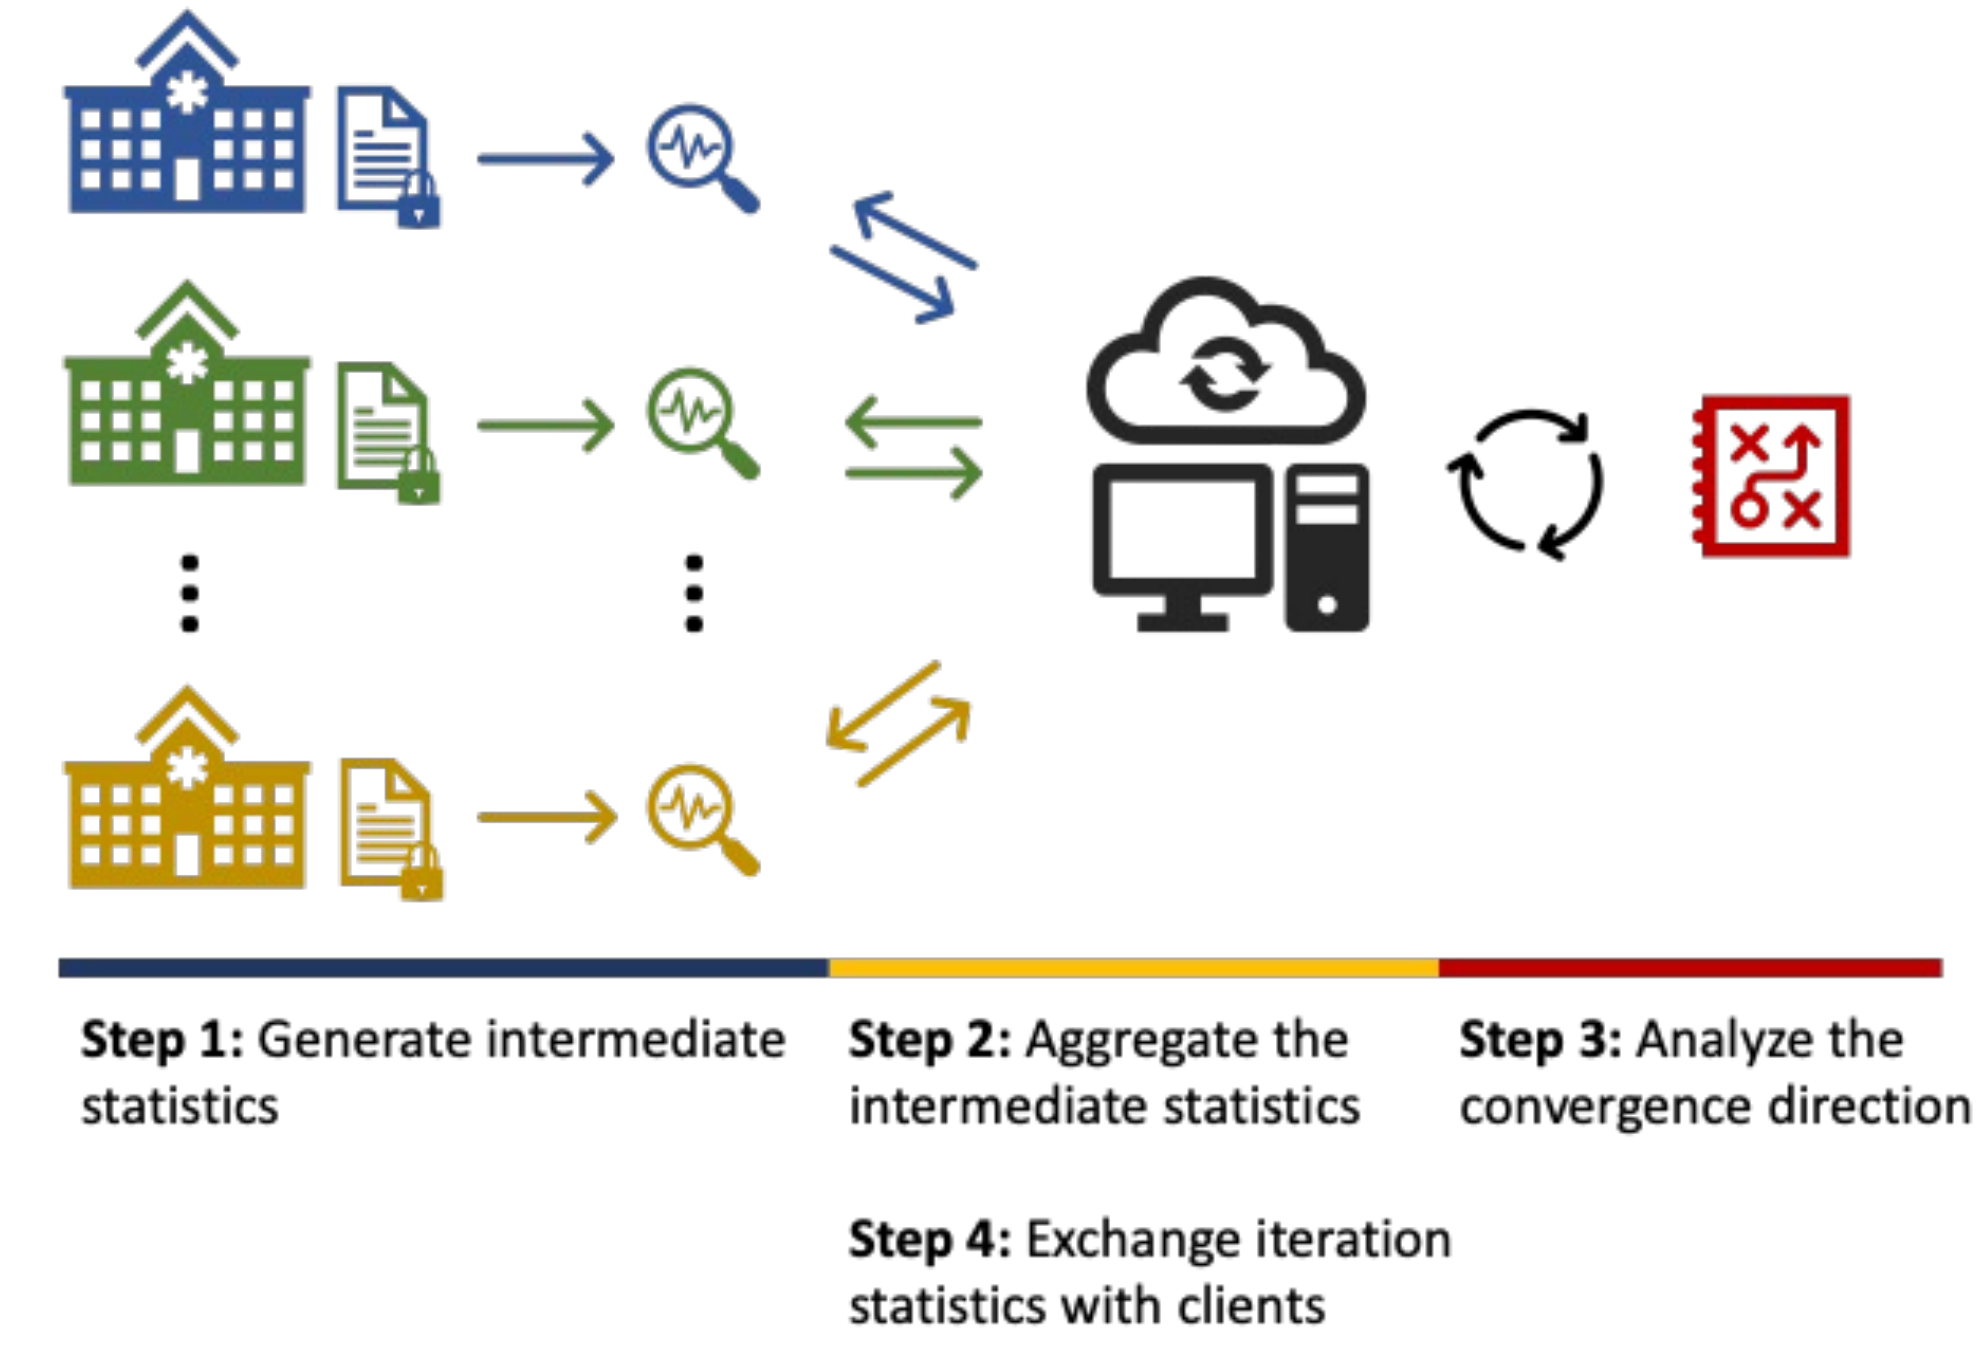 Step 1: Generate intermediate
statistics
Step 2: Aggregate the
intermediate statistics
Step 3: Analyze the
convergence direction
Step 4: Exchange iteration
statistics with clients